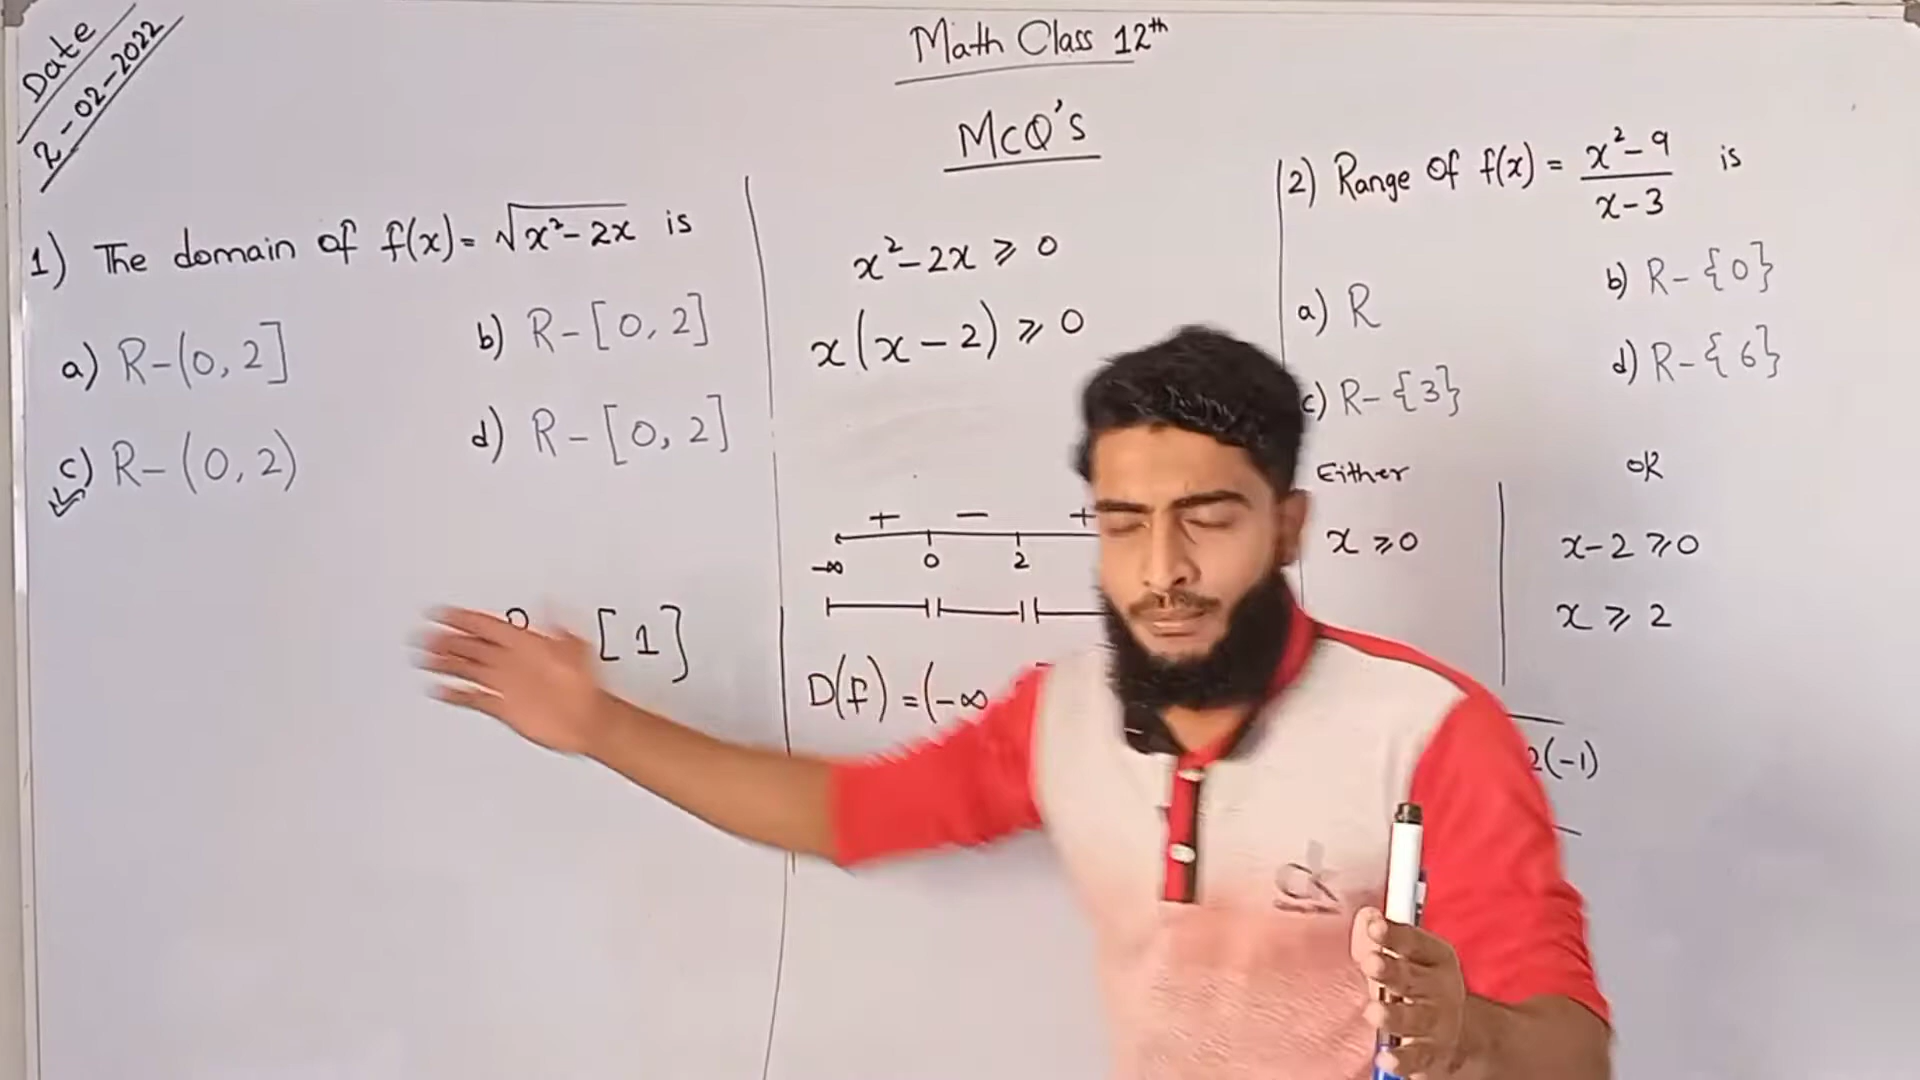 Date
2-02-2022
Math Class 12th
McQ's
1) The domain of f(x) = √x²-2x is
a) R-(0, 2]
b) R-[0, 2]
c) R-(0, 2)
d) R-[0, 2]
[1]
x²-2x ⩾ 0
x(x-2) ⩾ 0
+ - +
-∞ 0 2
D(f) = (-∞
2) Range of f(x) = x²-9 / x-3 is
a) R
b) R-{0}
c) R-{3}
d) R-{6}
Either
x ⩾ 0
OR
x-2 ⩾ 0
x ⩾ 2
2(-1)